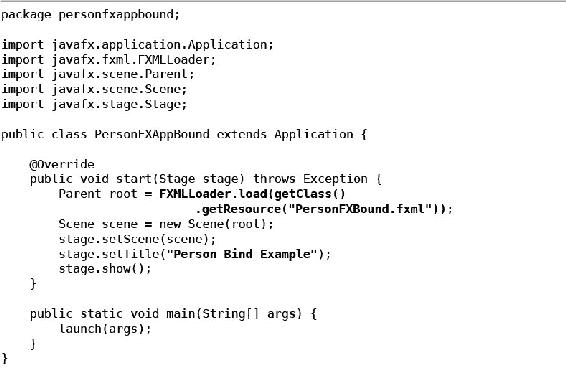 package personfxappbound;

import javafx.application.Application;
import javafx.fxml.FXMLLoader;
import javafx.scene.Parent;
import javafx.scene.Scene;
import javafx.stage.Stage;

public class PersonFXAppBound extends Application {

    @Override
    public void start(Stage stage) throws Exception {
        Parent root = FXMLLoader.load(getClass()
                           .getResource("PersonFXBound.fxml"));
        Scene scene = new Scene(root);
        stage.setScene(scene);
        stage.setTitle("Person Bind Example");
        stage.show();
    }

    public static void main(String[] args) {
        launch(args);
    }
}